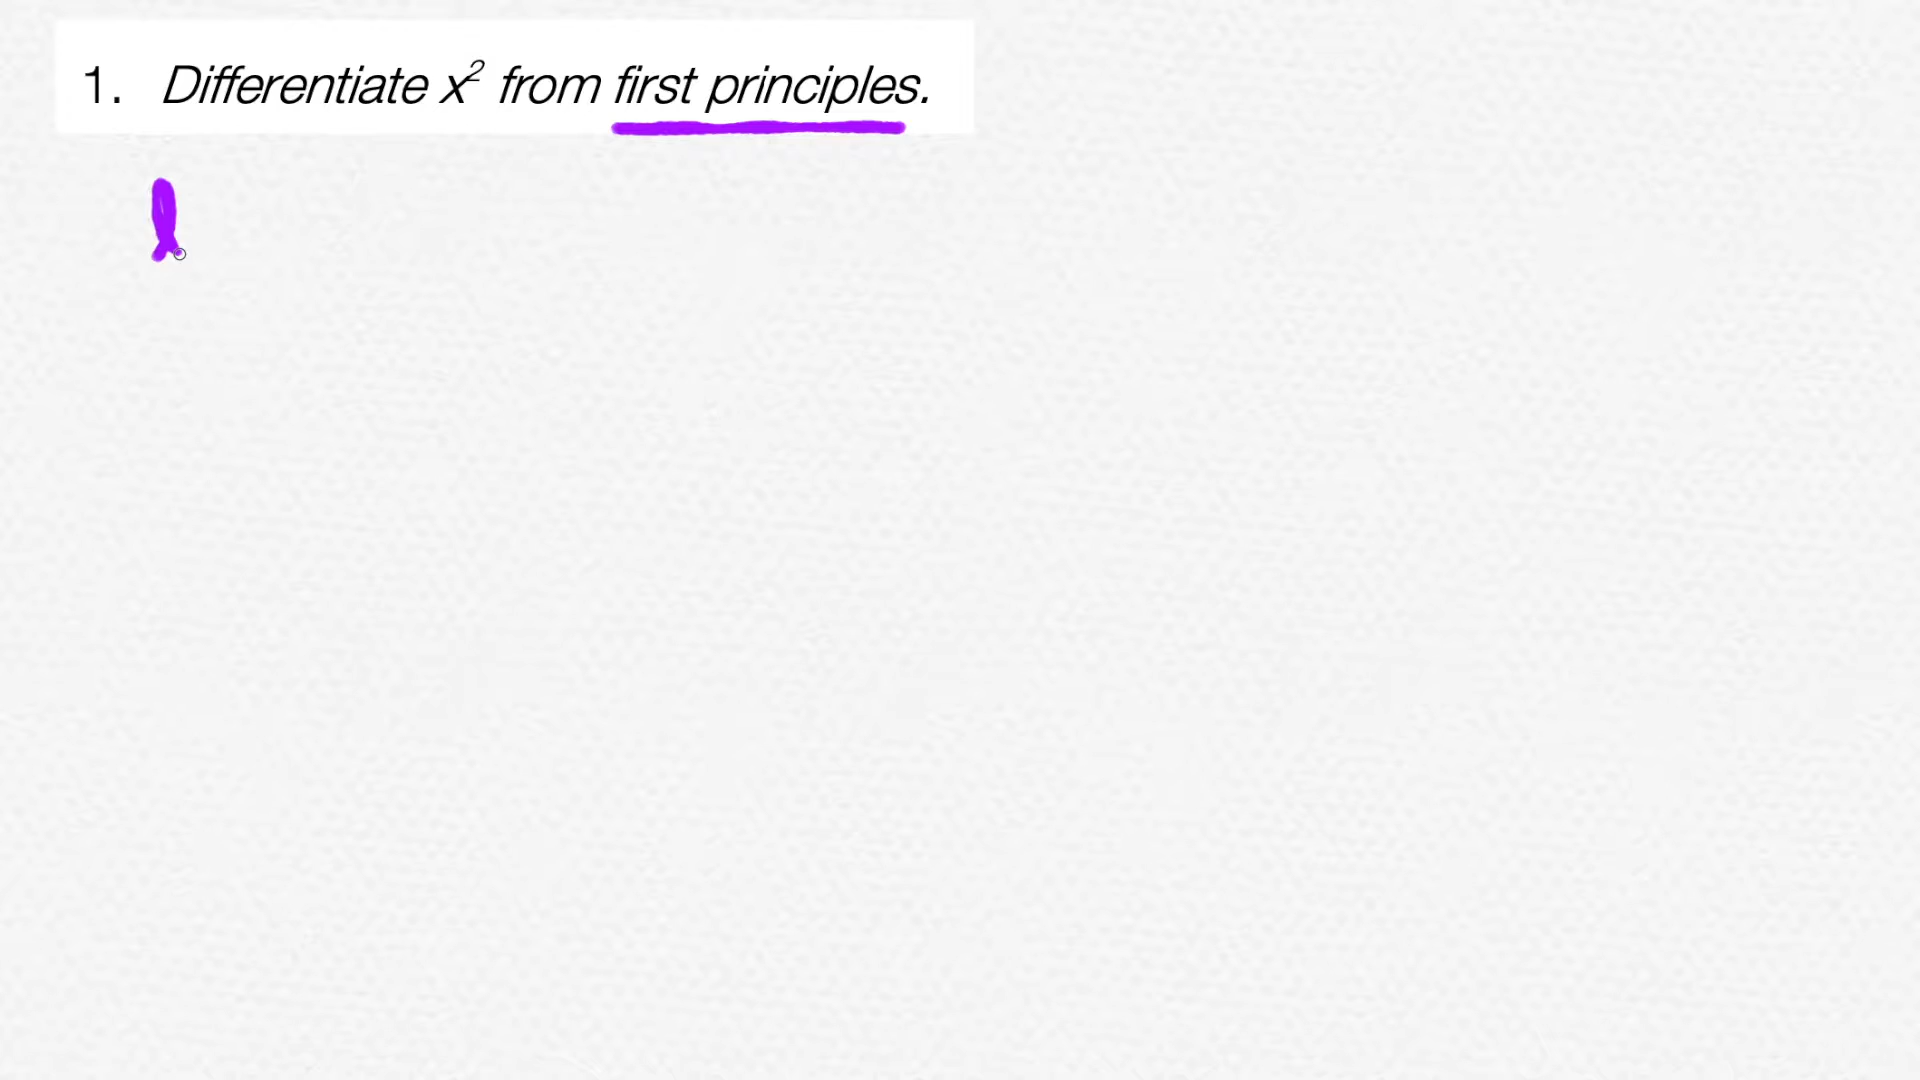 1. Differentiate x² from first principles.
l